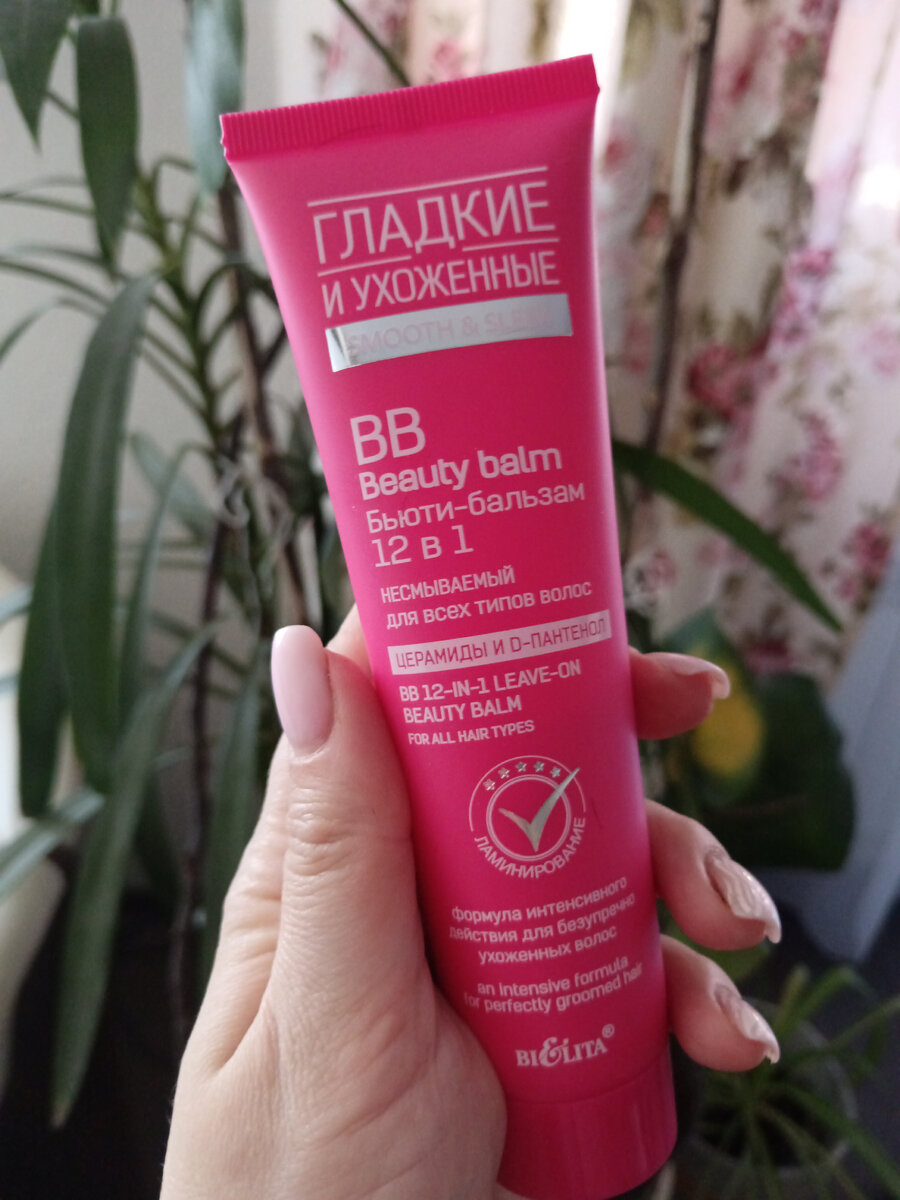 ГЛАДКИЕ
И УХОЖЕННЫЕ
SMOOTH & SLEEK
BB
Beauty balm
Бьюти-бальзам
12 в 1
НЕСМЫВАЕМЫЙ
для всех типов волос
ЦЕРАМИДЫ И D-ПАНТЕНОЛ
BB 12-IN-1 LEAVE-ON
BEAUTY BALM
FOR ALL HAIR TYPES
ЛАМИНИРОВАНИЕ
формула интенсивного
действия для безупречно
ухоженных волос
an intensive formula
for perfectly groomed hair
BIELITA®